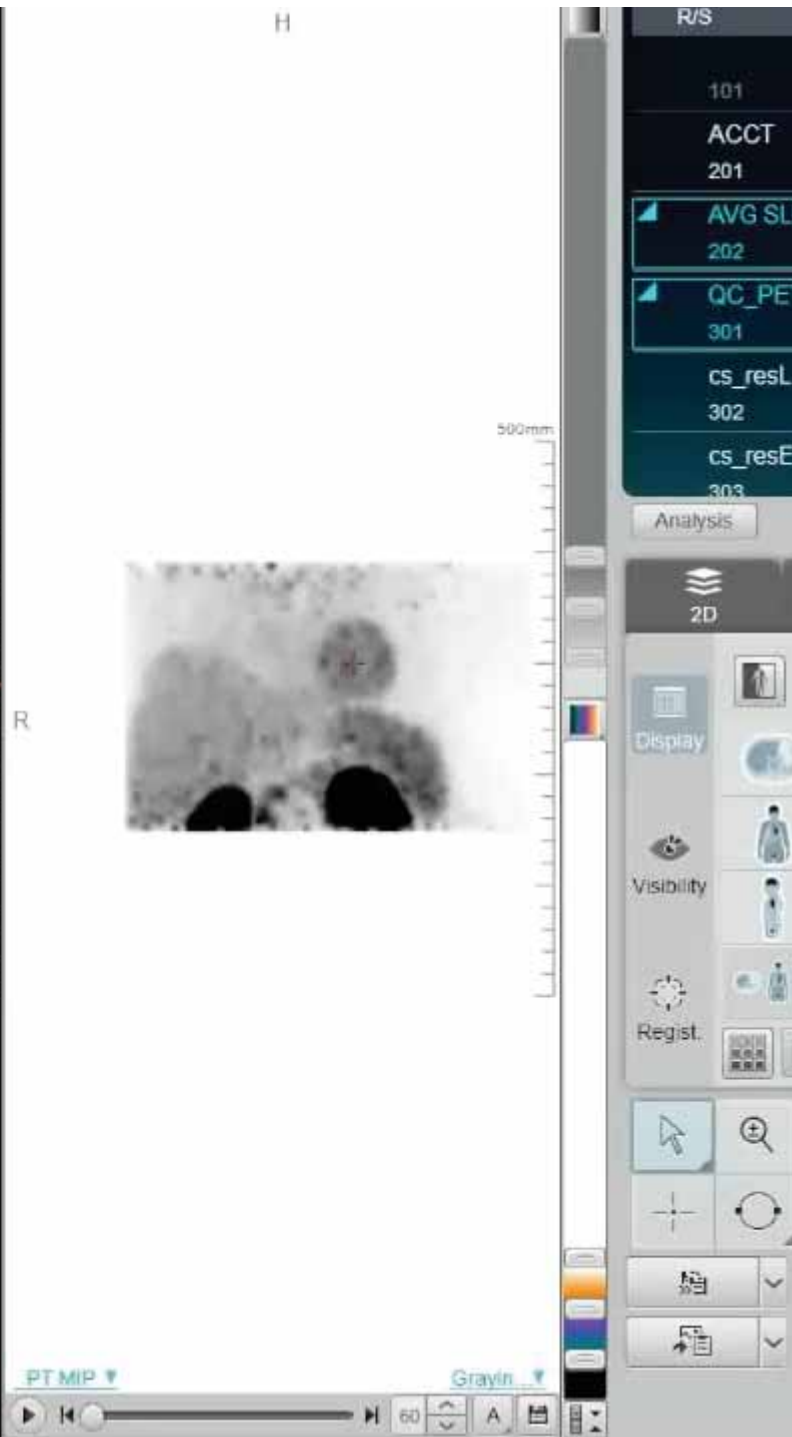 H
R/S
101
ACCT
201
AVG SL
202
QC_PE
301
cs_resL
302
cs_resE
303
500mm
Analysis
2D
R
Display
Visibility
Regist.
PT MIP
Grayin...
60
A